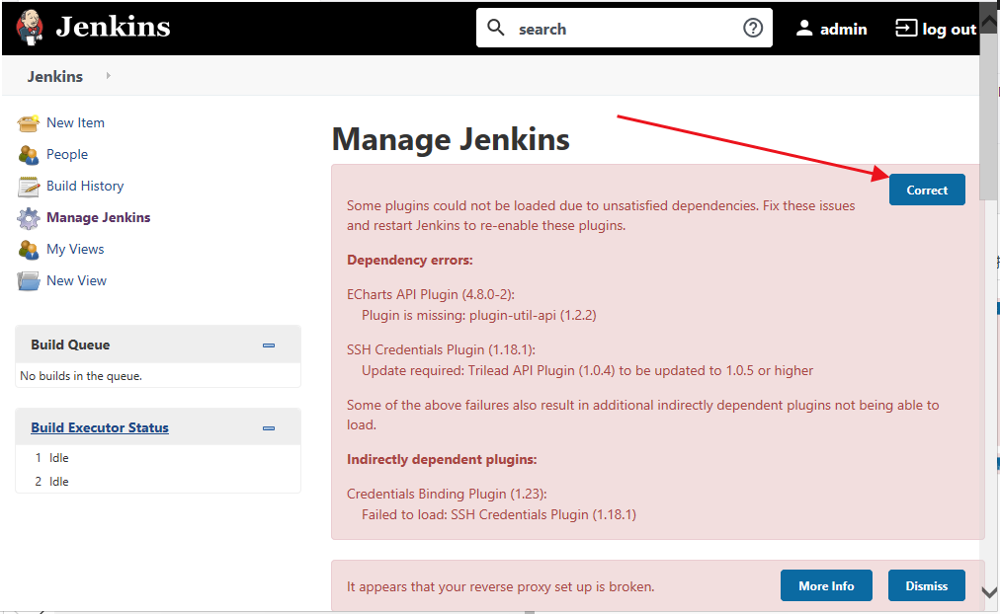 Jenkins
search
admin
log out
Jenkins
New Item
People
Build History
Manage Jenkins
My Views
New View
Build Queue
No builds in the queue.
Build Executor Status
1 Idle
2 Idle
Manage Jenkins
Correct
Some plugins could not be loaded due to unsatisfied dependencies. Fix these issues
and restart Jenkins to re-enable these plugins.
Dependency errors:
ECharts API Plugin (4.8.0-2):
Plugin is missing: plugin-util-api (1.2.2)
SSH Credentials Plugin (1.18.1):
Update required: Trilead API Plugin (1.0.4) to be updated to 1.0.5 or higher
Some of the above failures also result in additional indirectly dependent plugins not being able to
load.
Indirectly dependent plugins:
Credentials Binding Plugin (1.23):
Failed to load: SSH Credentials Plugin (1.18.1)
It appears that your reverse proxy set up is broken.
More Info
Dismiss